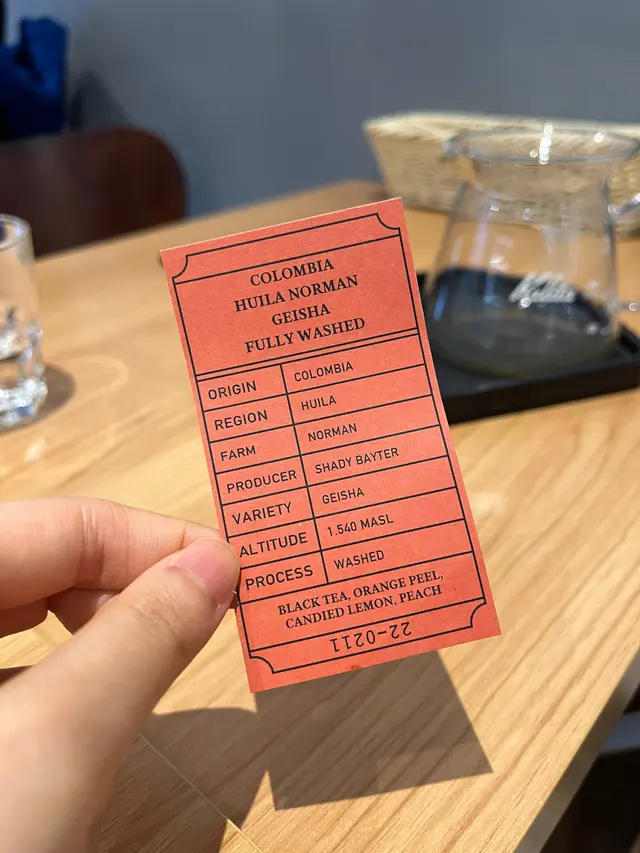 COLOMBIA
HUILA NORMAN
GEISHA
FULLY WASHED
ORIGIN COLOMBIA
REGION HUILA
FARM NORMAN
PRODUCER SHADY BAYTER
VARIETY GEISHA
ALTITUDE 1.540 MASL
PROCESS WASHED
BLACK TEA, ORANGE PEEL,
CANDIED LEMON, PEACH
22-0211